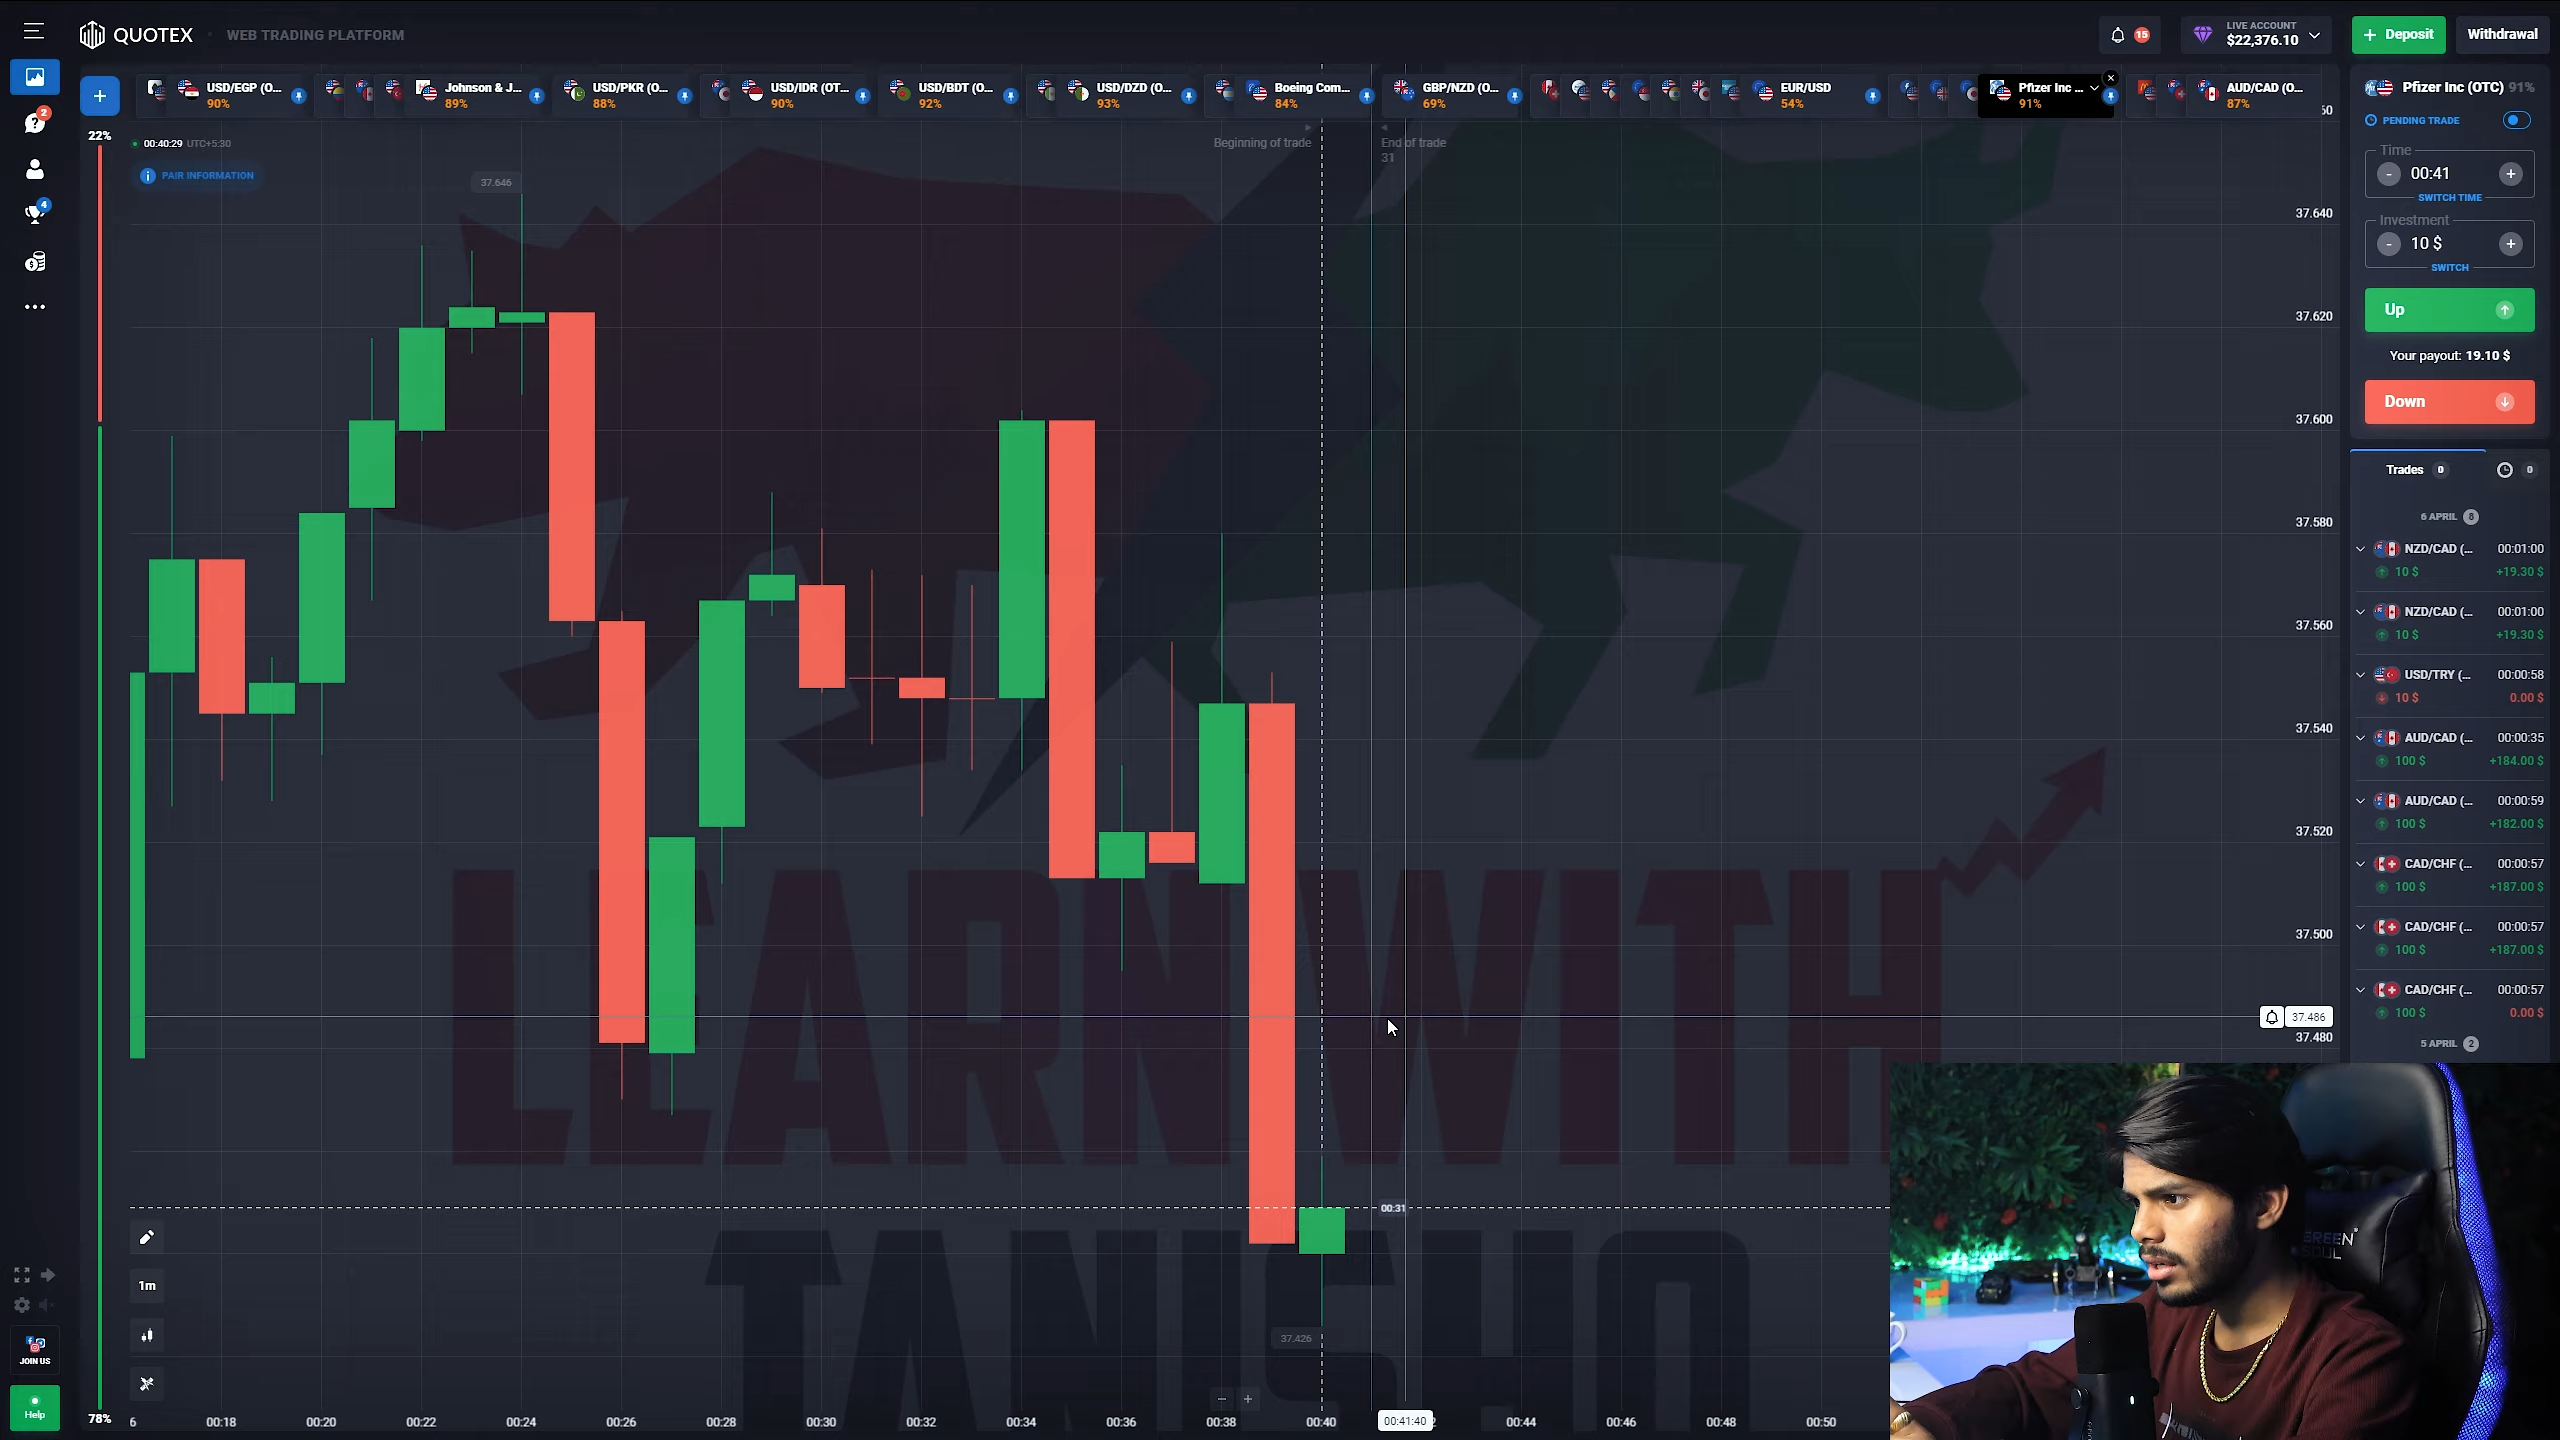 QUOTEX
WEB TRADING PLATFORM
15
LIVE ACCOUNT
$22,376.10
Deposit
Withdrawal
USD/EGP (O...
90%
Johnson & J...
89%
USD/PKR (O...
88%
USD/IDR (OT...
90%
USD/BDT (O...
92%
USD/DZD (O...
93%
Boeing Com...
84%
GBP/NZD (O...
69%
EUR/USD
54%
Pfizer Inc ...
91%
AUD/CAD (O...
87%
Pfizer Inc (OTC) 91%
PENDING TRADE
Time
00:41
SWITCH TIME
Investment
10 $
SWITCH
Up
Your payout: 19.10 $
Down
Trades 0
0
6 APRIL 8
NZD/CAD (... 00:01:00
10 $ +19.30 $
NZD/CAD (... 00:01:00
10 $ +19.30 $
USD/TRY (... 00:00:58
10 $ 0.00 $
AUD/CAD (... 00:00:35
100 $ +184.00 $
AUD/CAD (... 00:00:59
100 $ +182.00 $
CAD/CHF (... 00:00:57
100 $ +187.00 $
CAD/CHF (... 00:00:57
100 $ +187.00 $
CAD/CHF (... 00:00:57
100 $ 0.00 $
5 APRIL 2
2
4
22%
00:40:29 UTC+5:30
PAIR INFORMATION
37.646
Beginning of trade
End of trade
31
60
37.640
37.620
37.600
37.580
37.560
37.540
37.520
37.500
37.486
37.480
LEARN WITH
TANISHQ
00:31
37.426
1m
JOIN US
Help
78%
6 00:18 00:20 00:22 00:24 00:26 00:28 00:30 00:32 00:34 00:36 00:38 00:40 00:41:40 2 00:44 00:46 00:48 00:50
GREEN
SOUL